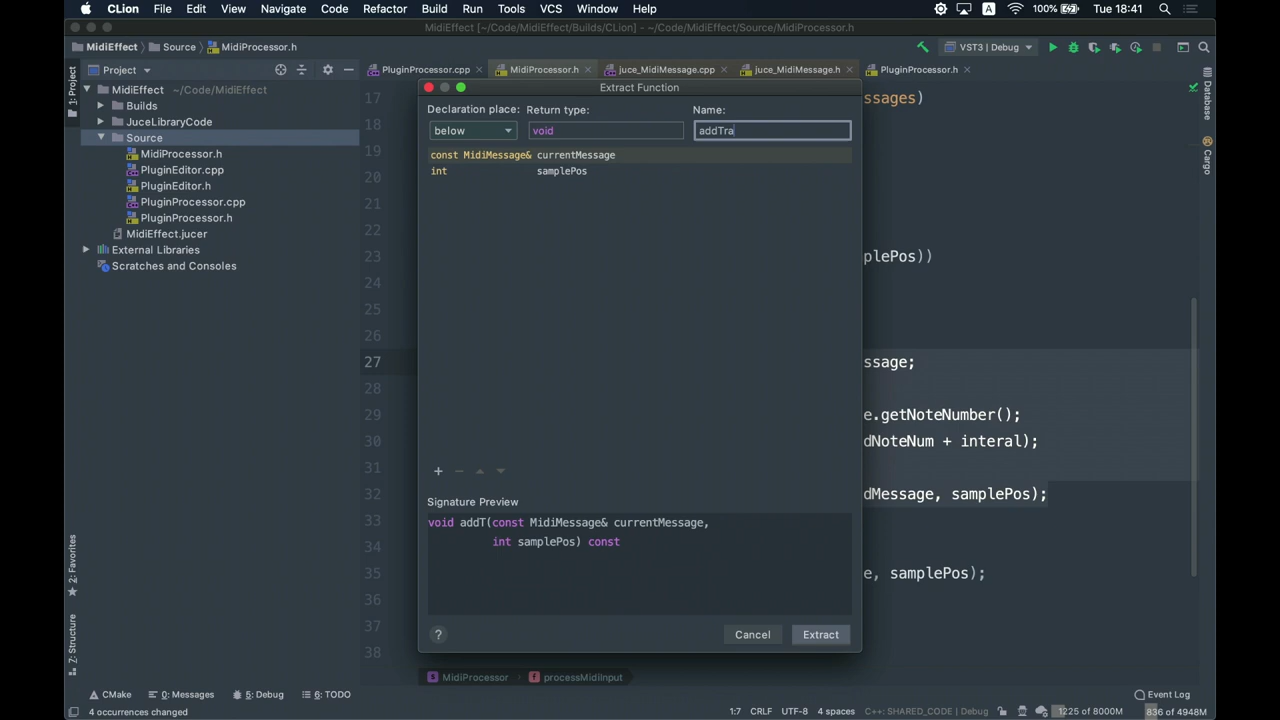 CLion File Edit View Navigate Code Refactor Build Run Tools VCS Window Help A 100% Tue 18:41
MidiEffect [~/Code/MidiEffect/Builds/CLion] - ~/Code/MidiEffect/Source/MidiProcessor.h
MidiEffect Source MidiProcessor.h VST3 | Debug
Project PluginProcessor.cpp MidiProcessor.h juce_MidiMessage.cpp juce_MidiMessage.h PluginProcessor.h
1: Project
MidiEffect ~/Code/MidiEffect
Builds
JuceLibraryCode
Source
MidiProcessor.h
PluginEditor.cpp
PluginEditor.h
PluginProcessor.cpp
PluginProcessor.h
MidiEffect.jucer
External Libraries
Scratches and Consoles
2: Favorites
7: Structure
Extract Function
Declaration place: Return type: Name:
below void addTra
const MidiMessage& currentMessage
int samplePos
Signature Preview
void addT(const MidiMessage& currentMessage,
int samplePos) const
? Cancel Extract
17 ssages)
18
19
20
21
22
23 plePos))
24
25
26
27 ssage;
28
29 e.getNoteNumber();
30 dNoteNum + interal);
31
32 dMessage, samplePos);
33
34
35 e, samplePos);
36
37
38
Database
Cargo
MidiProcessor processMidiInput
CMake 0: Messages 5: Debug 6: TODO Event Log
4 occurrences changed 1:7 CRLF UTF-8 4 spaces C++: SHARED_CODE | Debug 1225 of 8000M 836 of 4948M